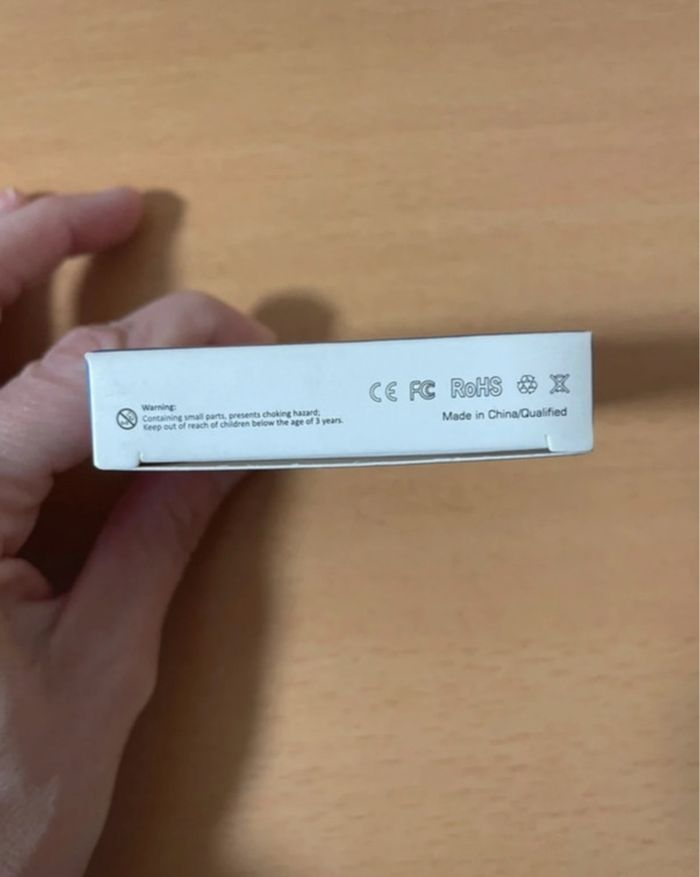 Warning:
Containing small parts, presents choking hazard;
Keep out of reach of children below the age of 3 years.
CE FC RoHS
Made in China/Qualified